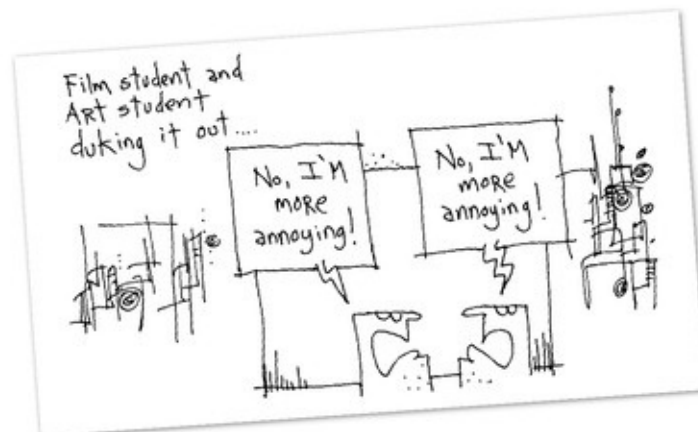 Film student and
ART student
duking it out....
No, I'M
more
annoying!
No, I'M
more
annoying!